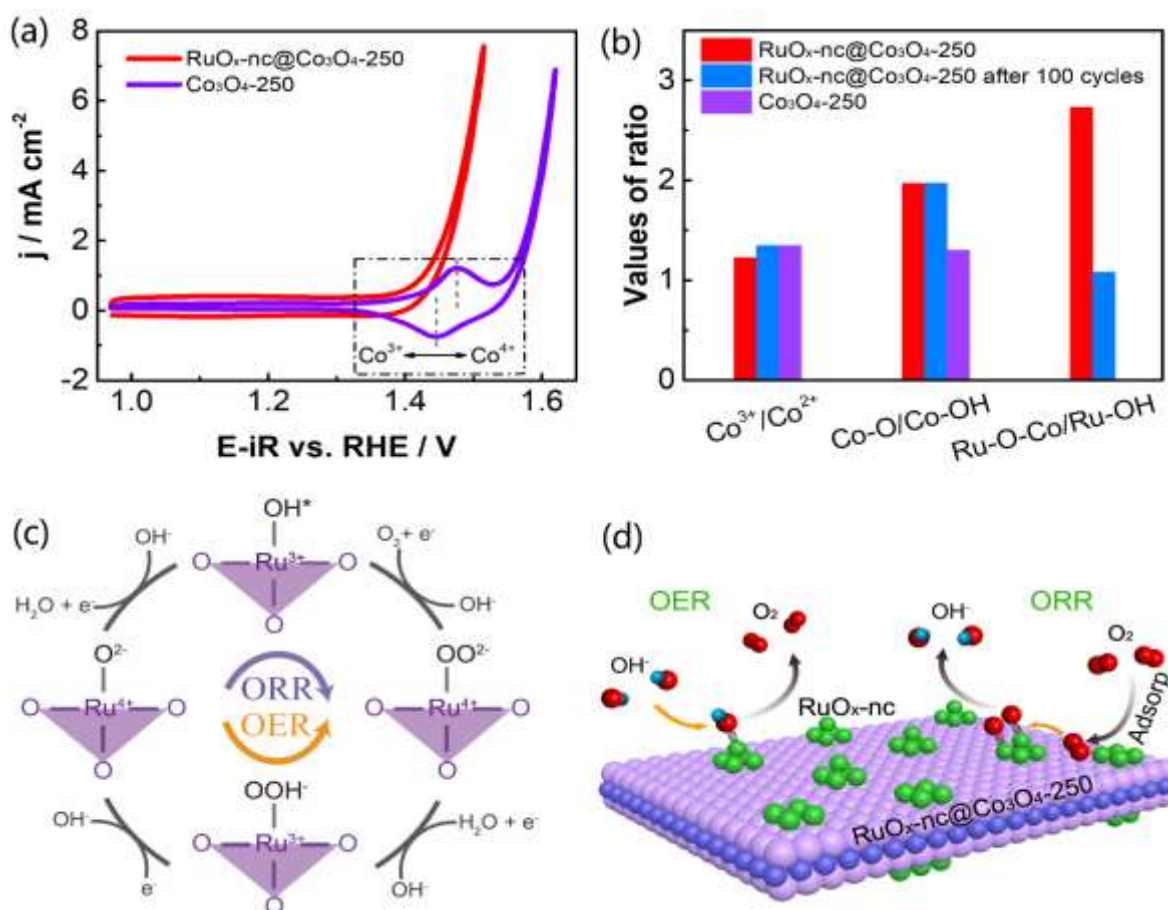 (a)
RuOₓ-nc@Co₃O₄-250
Co₃O₄-250
8
6
4
2
0
-2
j / mA cm⁻²
Co³⁺
Co⁴⁺
1.0
1.2
1.4
1.6
E-iR vs. RHE / V
(b)
RuOₓ-nc@Co₃O₄-250
RuOₓ-nc@Co₃O₄-250 after 100 cycles
Co₃O₄-250
3
2
1
0
Values of ratio
Co³⁺/Co²⁺
Co-O/Co-OH
Ru-O-Co/Ru-OH
(c)
OH*
OH⁻
O₂+ e⁻
O
Ru³⁺
O
O
H₂O + e⁻
OH⁻
O²⁻
OO²⁻
O
Ru⁴⁺
O
O
ORR
OER
O
Ru⁴⁺
O
O
OOH⁻
OH⁻
H₂O + e⁻
O
Ru³⁺
O
O
e⁻
OH⁻
(d)
OER
O₂
OH⁻
ORR
O₂
OH⁻
RuOₓ-nc
Adsorp
RuOₓ-nc@Co₃O₄-250